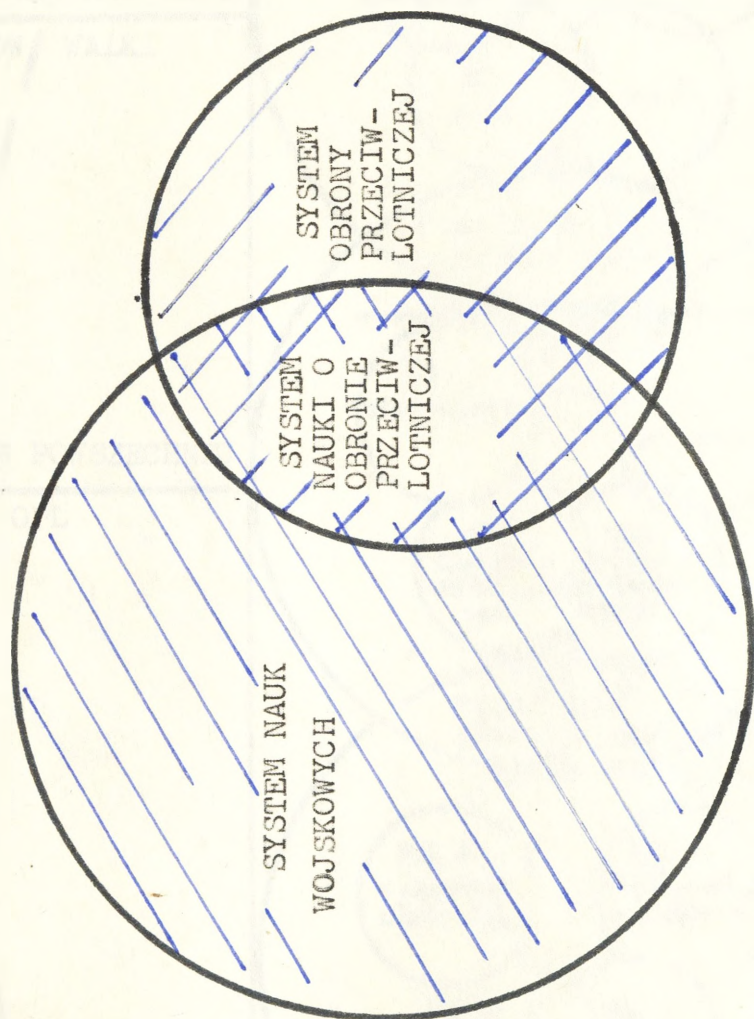 SYSTEM NAUK
WOJSKOWYCH
SYSTEM
NAUKI O
OBRONIE
PRZECIW-
LOTNICZEJ
SYSTEM
OBRONY
PRZECIW-
LOTNICZEJ